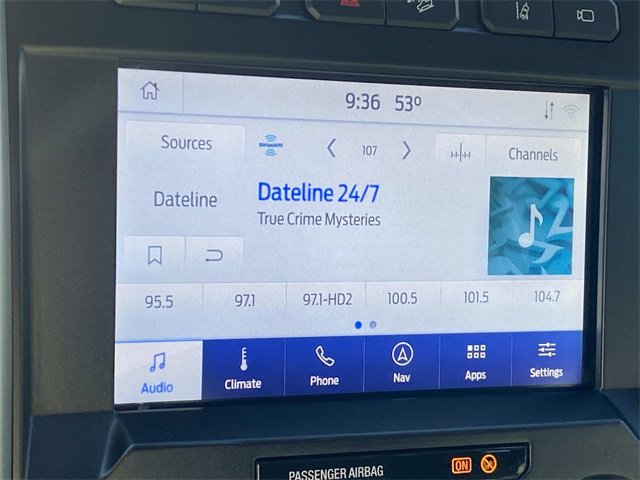 9:36 53°
Sources
SiriusXM
107
Channels
Dateline
Dateline 24/7
True Crime Mysteries
95.5
97.1
97.1-HD2
100.5
101.5
104.7
Audio
Climate
Phone
Nav
Apps
Settings
PASSENGER AIRBAG
ON